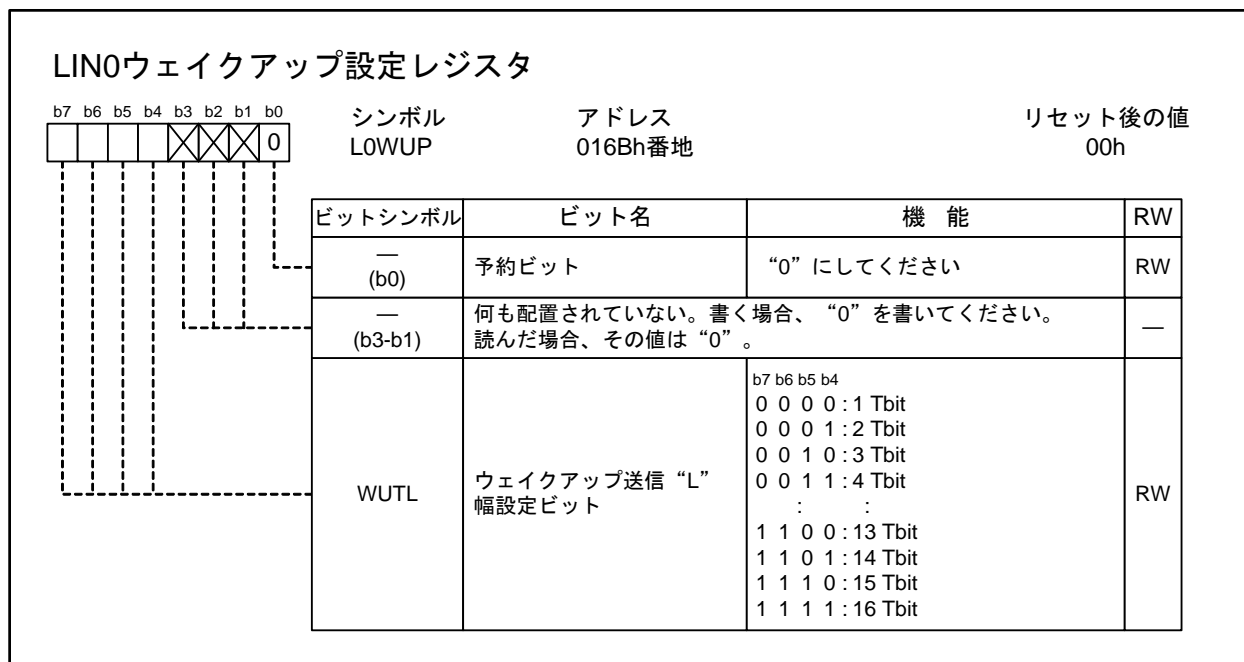 LIN0ウェイクアップ設定レジスタ
b7 b6 b5 b4 b3 b2 b1 b0
0
シンボル アドレス リセット後の値
L0WUP 016Bh番地 00h
ビットシンボル ビット名 機 能 RW
—
(b0)
予約ビット “0”にしてください RW
—
(b3-b1)
何も配置されていない。書く場合、“0”を書いてください。
読んだ場合、その値は“0”。
—
WUTL
ウェイクアップ送信“L”
幅設定ビット
b7 b6 b5 b4
0 0 0 0 : 1 Tbit
0 0 0 1 : 2 Tbit
0 0 1 0 : 3 Tbit
0 0 1 1 : 4 Tbit
: :
1 1 0 0 : 13 Tbit
1 1 0 1 : 14 Tbit
1 1 1 0 : 15 Tbit
1 1 1 1 : 16 Tbit
RW